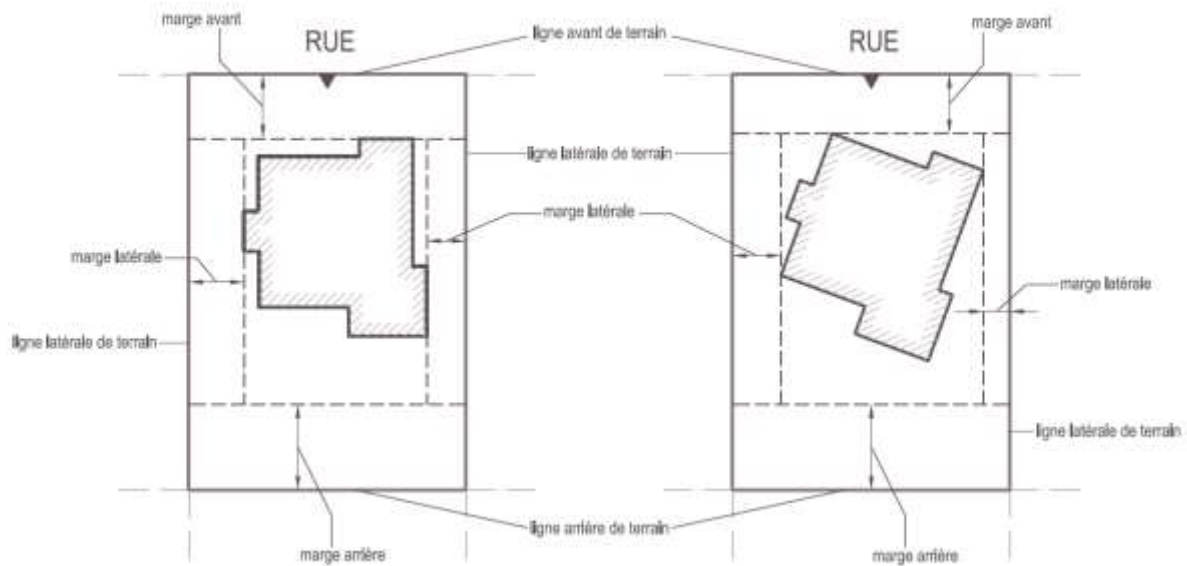 marge avant
RUE
ligne avant de terrain
RUE
marge avant
ligne latérale de terrain
marge latérale
marge latérale
marge latérale
ligne latérale de terrain
ligne latérale de terrain
ligne arrière de terrain
marge arrière
marge arrière